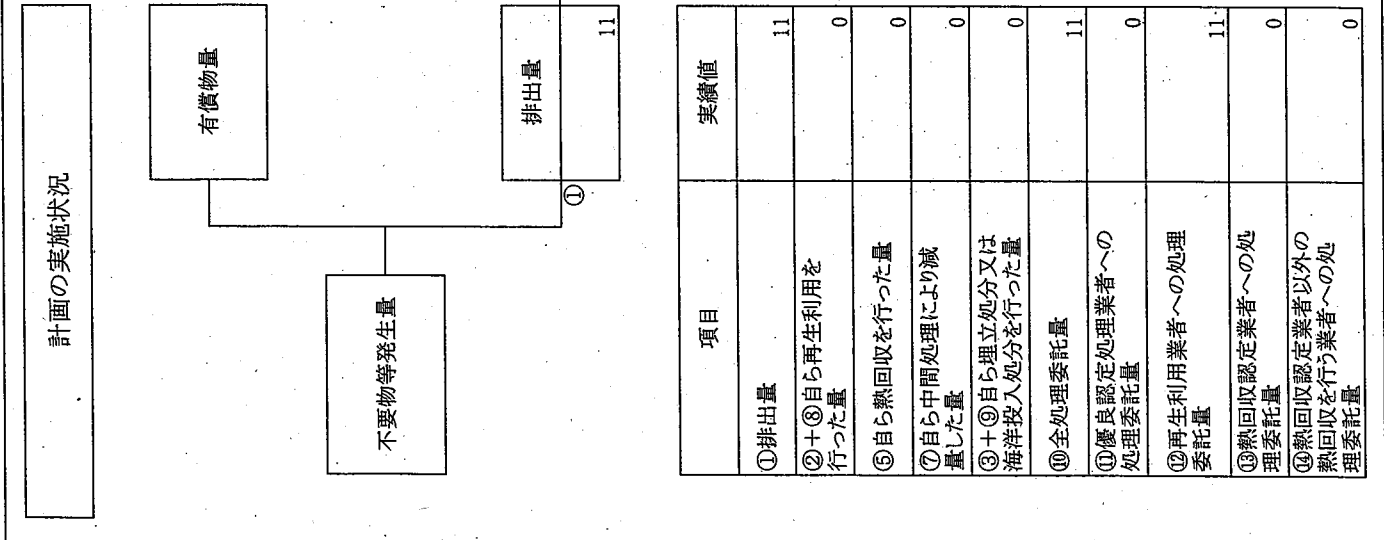 計画の実施状況
不要物等発生量
有償物量
①
排出量
11
項目
実績値
①排出量
11
②+⑧自ら再生利用を
行った量
0
⑤自ら熱回収を行った量
0
⑦自ら中間処理により減
量した量
0
③+⑨自ら埋立処分又は
海洋投入処分を行った量
0
⑩全処理委託量
11
⑪優良認定処理業者への
処理委託量
0
⑫再生利用業者への処理
委託量
11
⑬熱回収認定業者への処
理委託量
0
⑭熱回収認定業者以外の
熱回収を行う業者への処
理委託量
0